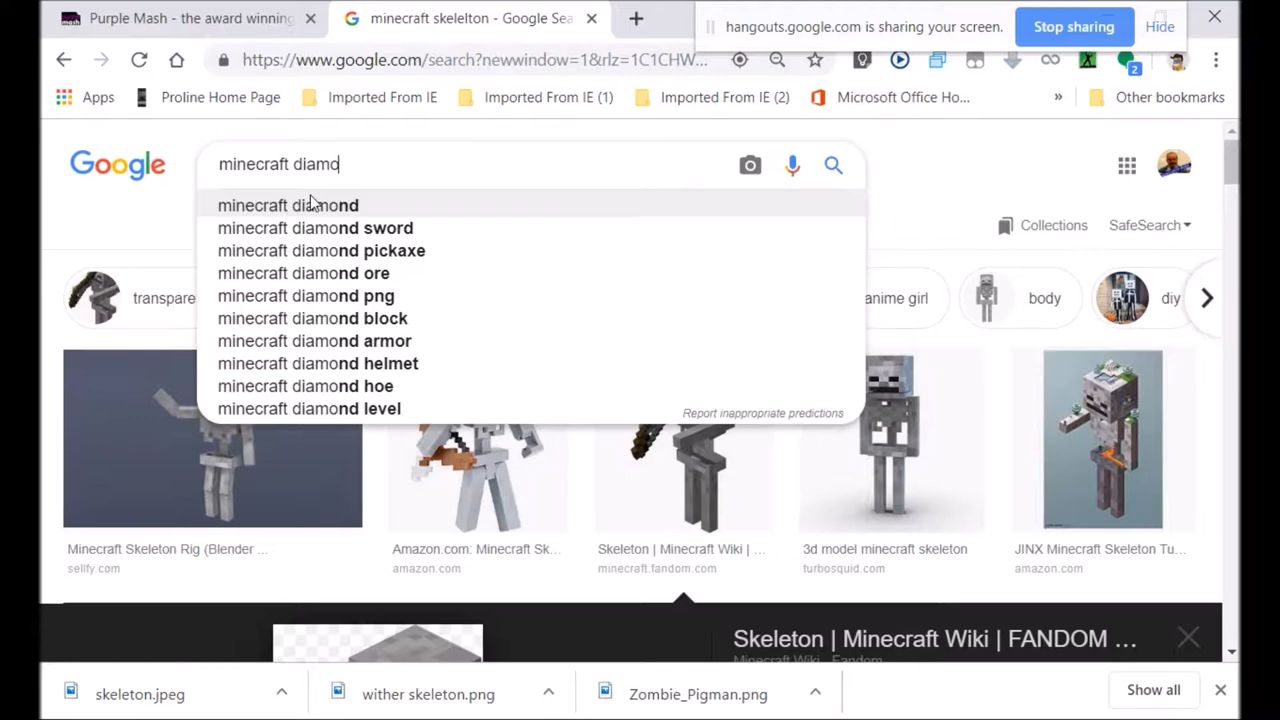 Purple Mash - the award winning
minecraft skelelton - Google Sea
hangouts.google.com is sharing your screen.
Stop sharing
Hide
https://www.google.com/search?newwindow=1&rlz=1C1CHW...
2
Apps
Proline Home Page
Imported From IE
Imported From IE (1)
Imported From IE (2)
Microsoft Office Ho...
»
Other bookmarks
Google
minecraft diamo
minecraft diamond
minecraft diamond sword
minecraft diamond pickaxe
minecraft diamond ore
minecraft diamond png
minecraft diamond block
minecraft diamond armor
minecraft diamond helmet
minecraft diamond hoe
minecraft diamond level
Report inappropriate predictions
Collections
SafeSearch
transpare
anime girl
body
diy
Minecraft Skeleton Rig (Blender ...
sellfy.com
Amazon.com: Minecraft Sk...
amazon.com
Skeleton | Minecraft Wiki | ...
minecraft.fandom.com
3d model minecraft skeleton
turbosquid.com
JINX Minecraft Skeleton Tu...
amazon.com
Skeleton | Minecraft Wiki | FANDOM ...
Minecraft Wiki - Fandom
skeleton.jpeg
wither skeleton.png
Zombie_Pigman.png
Show all